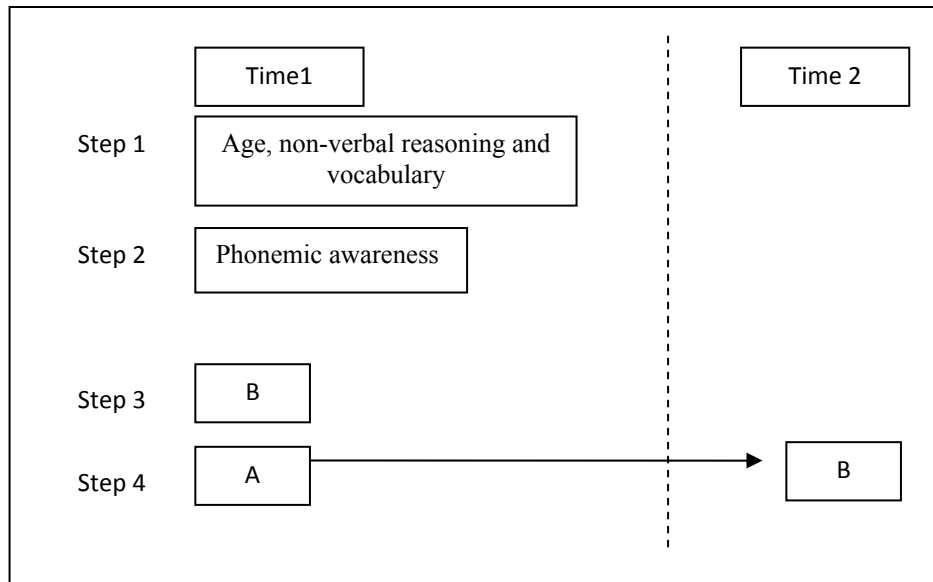 Time1
Time 2
Step 1
Age, non-verbal reasoning and
vocabulary
Step 2
Phonemic awareness
Step 3
B
Step 4
A
B